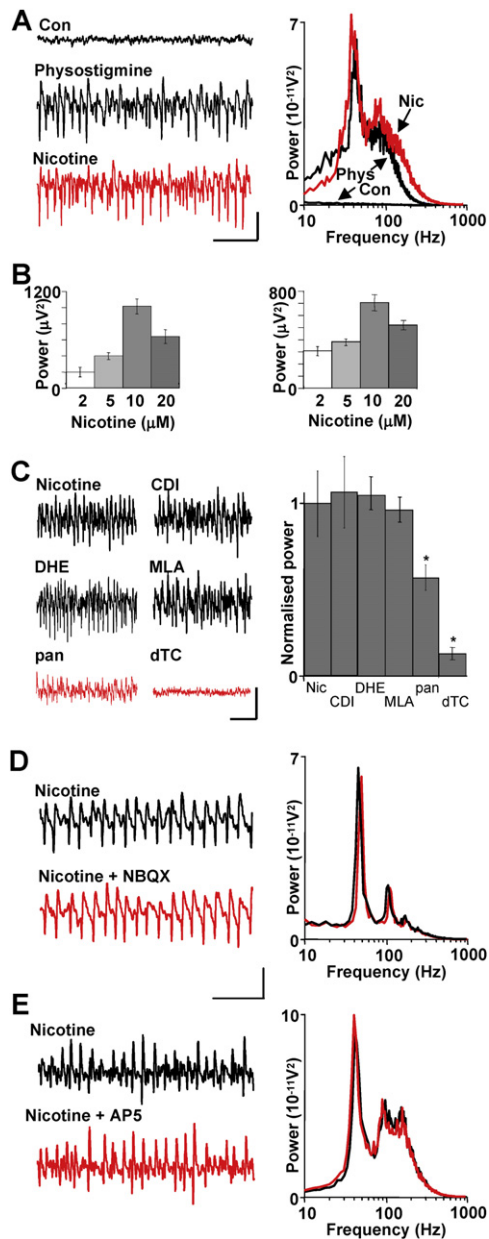 A
Con
Physostigmine
Nicotine
7
Power (10⁻¹¹V²)
0
Nic
Phys
Con
10 100 1000
Frequency (Hz)
B
1200
Power (μV²)
0
2 5 10 20
Nicotine (μM)
800
Power (μV²)
0
2 5 10 20
Nicotine (μM)
C
Nicotine CDI
DHE MLA
pan dTC
Normalised power
1
0
* *
Nic CDI DHE MLA pan dTC
D
Nicotine
Nicotine + NBQX
7
Power (10⁻¹¹V²)
0
10 100 1000
Frequency (Hz)
E
Nicotine
Nicotine + AP5
10
Power (10⁻¹¹V²)
0
10 100 1000
Frequency (Hz)